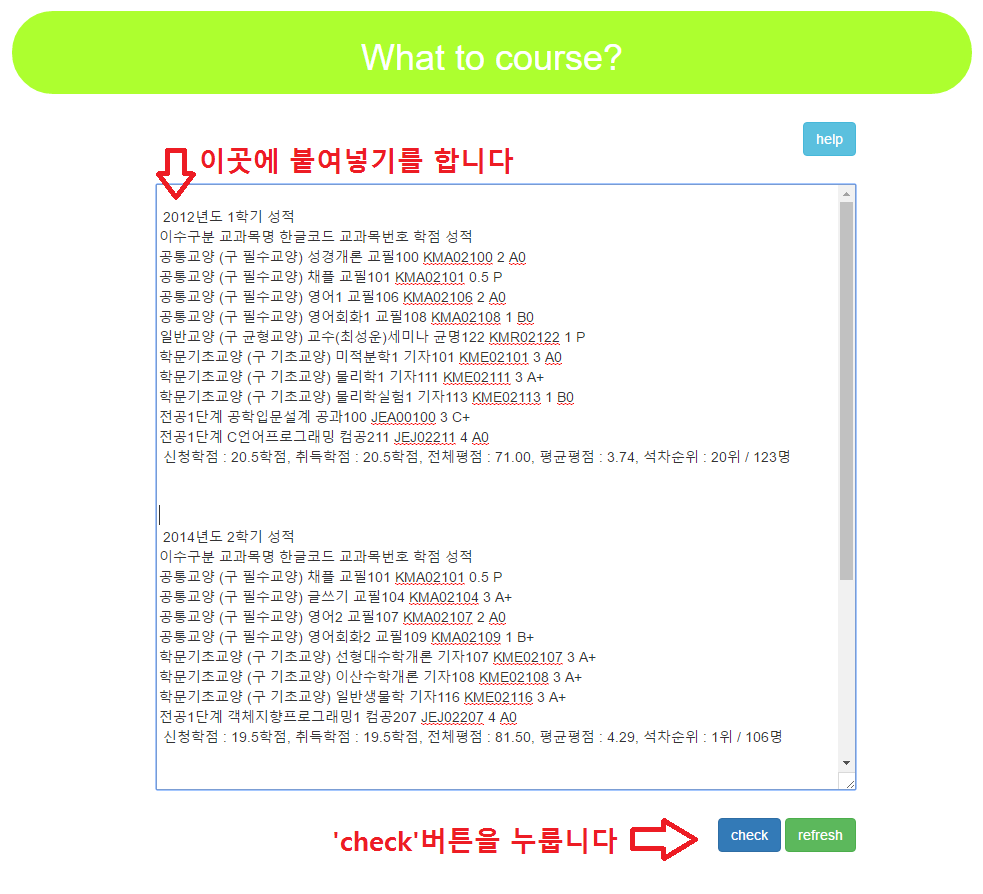 What to course?
help
이곳에 붙여넣기를 합니다
2012년도 1학기 성적
이수구분 교과목명 한글코드 교과목번호 학점 성적
공통교양 (구 필수교양) 성경개론 교필100 KMA02100 2 A0
공통교양 (구 필수교양) 채플 교필101 KMA02101 0.5 P
공통교양 (구 필수교양) 영어1 교필106 KMA02106 2 A0
공통교양 (구 필수교양) 영어회화1 교필108 KMA02108 1 B0
일반교양 (구 균형교양) 교수(최성운)세미나 균명122 KMR02122 1 P
학문기초교양 (구 기초교양) 미적분학1 기자101 KME02101 3 A0
학문기초교양 (구 기초교양) 물리학1 기자111 KME02111 3 A+
학문기초교양 (구 기초교양) 물리학실험1 기자113 KME02113 1 B0
전공1단계 공학입문설계 공과100 JEA00100 3 C+
전공1단계 C언어프로그래밍 컴공211 JEJ02211 4 A0
신청학점 : 20.5학점, 취득학점 : 20.5학점, 전체평점 : 71.00, 평균평점 : 3.74, 석차순위 : 20위 / 123명
2014년도 2학기 성적
이수구분 교과목명 한글코드 교과목번호 학점 성적
공통교양 (구 필수교양) 채플 교필101 KMA02101 0.5 P
공통교양 (구 필수교양) 글쓰기 교필104 KMA02104 3 A+
공통교양 (구 필수교양) 영어2 교필107 KMA02107 2 A0
공통교양 (구 필수교양) 영어회화2 교필109 KMA02109 1 B+
학문기초교양 (구 기초교양) 선형대수학개론 기자107 KME02107 3 A+
학문기초교양 (구 기초교양) 이산수학개론 기자108 KME02108 3 A+
학문기초교양 (구 기초교양) 일반생물학 기자116 KME02116 3 A+
전공1단계 객체지향프로그래밍1 컴공207 JEJ02207 4 A0
신청학점 : 19.5학점, 취득학점 : 19.5학점, 전체평점 : 81.50, 평균평점 : 4.29, 석차순위 : 1위 / 106명
'check'버튼을 누릅니다
check
refresh